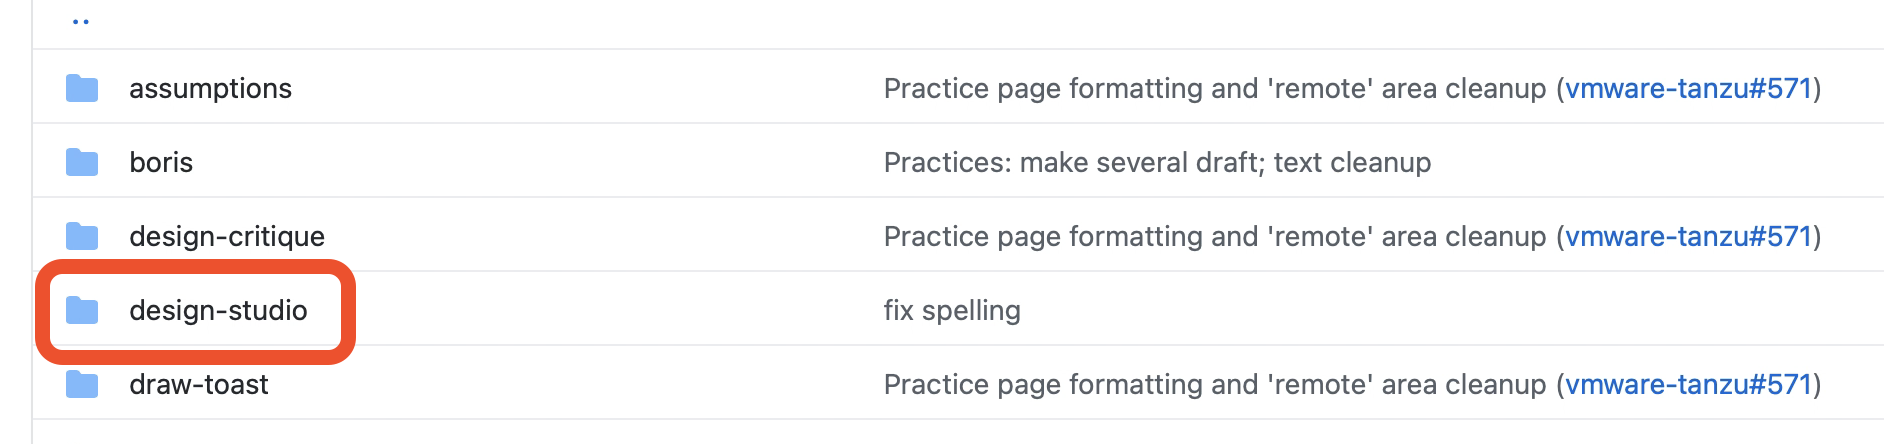 ..
assumptions Practice page formatting and 'remote' area cleanup (vmware-tanzu#571)
boris Practices: make several draft; text cleanup
design-critique Practice page formatting and 'remote' area cleanup (vmware-tanzu#571)
design-studio fix spelling
draw-toast Practice page formatting and 'remote' area cleanup (vmware-tanzu#571)